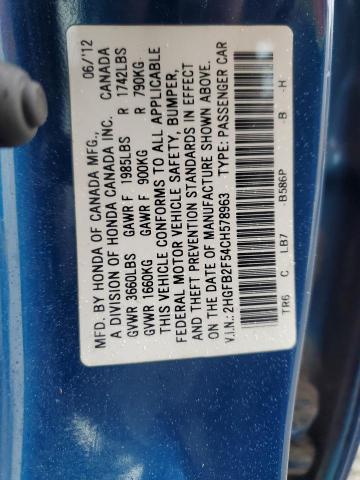 MFD. BY HONDA OF CANADA MFG., 06/'12
A DIVISION OF HONDA CANADA INC. CANADA
GVWR 3660LBS GAWR F 1985LBS R 1742LBS
GVWR 1660KG GAWR F 900KG R 790KG
THIS VEHICLE CONFORMS TO ALL APPLICABLE
FEDERAL MOTOR VEHICLE SAFETY, BUMPER,
AND THEFT PREVENTION STANDARDS IN EFFECT
ON THE DATE OF MANUFACTURE SHOWN ABOVE.
V.I.N.: 2HGFB2F54CH578963 TYPE: PASSENGER CAR
TR6 C LB7 B586P - B - H